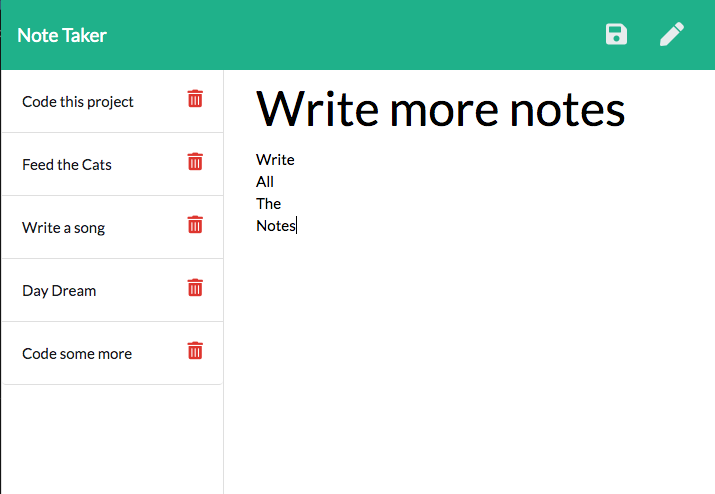 Note Taker
Code this project
Feed the Cats
Write a song
Day Dream
Code some more
Write more notes
Write
All
The
Notes